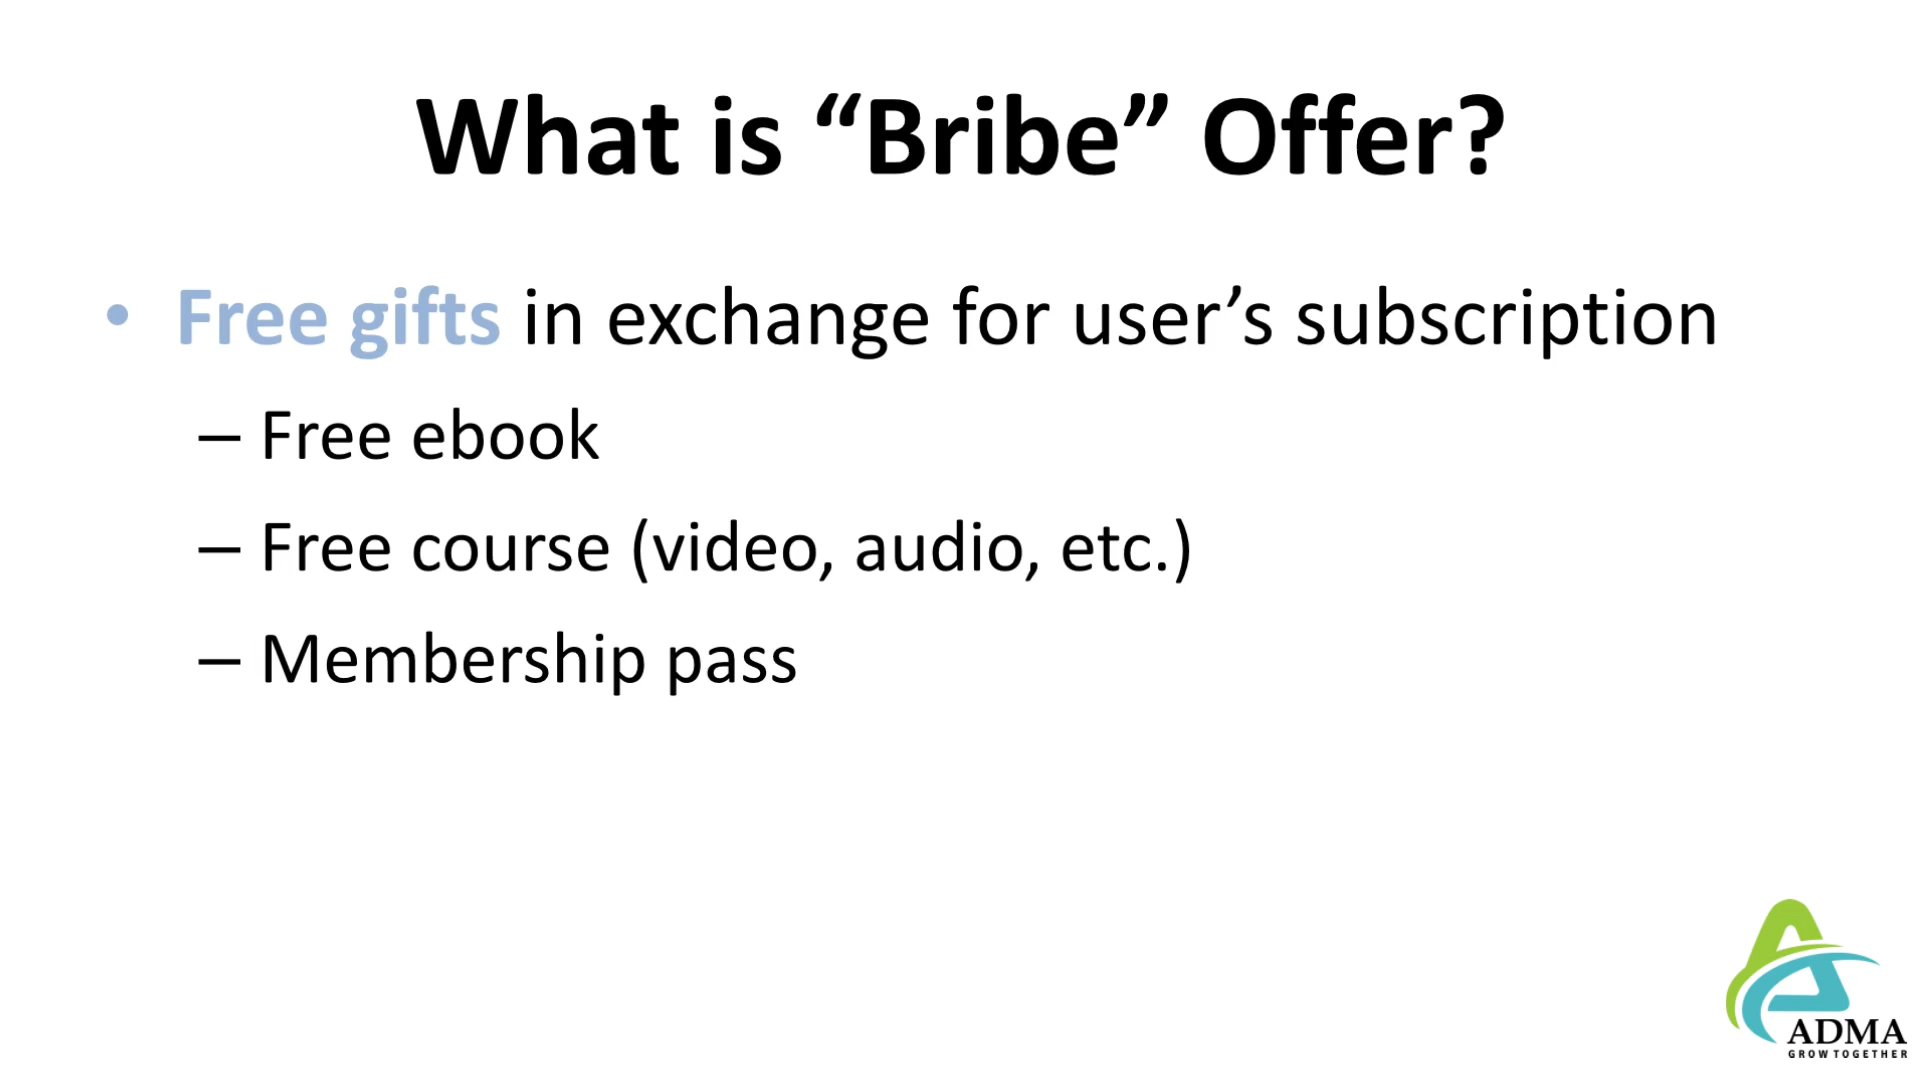 What is “Bribe” Offer?
• Free gifts in exchange for user’s subscription
– Free ebook
– Free course (video, audio, etc.)
– Membership pass
ADMA
GROW TOGETHER